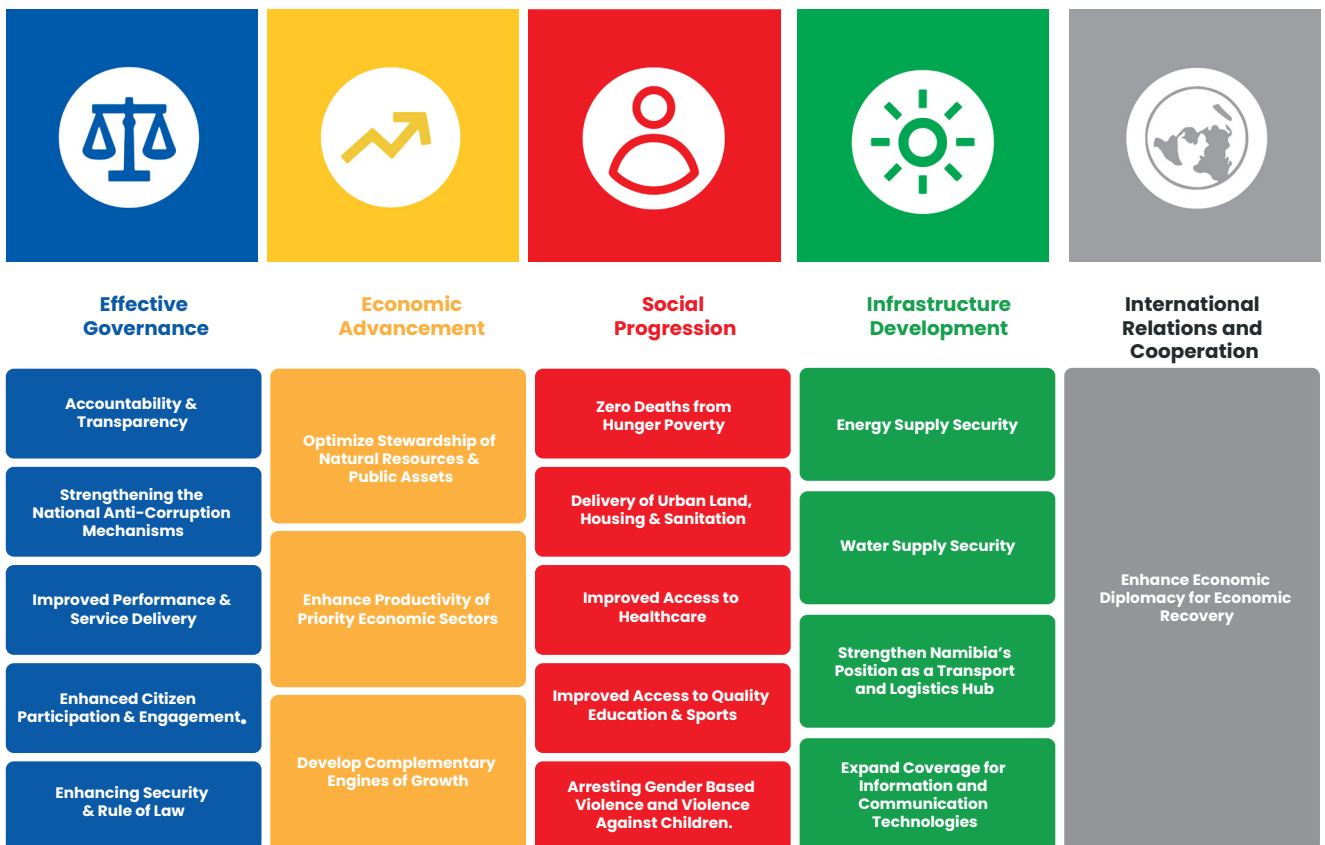 Effective
Governance
Economic
Advancement
Social
Progression
Infrastructure
Development
International
Relations and
Cooperation
Accountability &
Transparency
Strengthening the
National Anti-Corruption
Mechanisms
Improved Performance &
Service Delivery
Enhanced Citizen
Participation & Engagement.
Enhancing Security
& Rule of Law
Optimize Stewardship of
Natural Resources &
Public Assets
Enhance Productivity of
Priority Economic Sectors
Develop Complementary
Engines of Growth
Zero Deaths from
Hunger Poverty
Delivery of Urban Land,
Housing & Sanitation
Improved Access to
Healthcare
Improved Access to Quality
Education & Sports
Arresting Gender Based
Violence and Violence
Against Children.
Energy Supply Security
Water Supply Security
Strengthen Namibia’s
Position as a Transport
and Logistics Hub
Expand Coverage for
Information and
Communication
Technologies
Enhance Economic
Diplomacy for Economic
Recovery